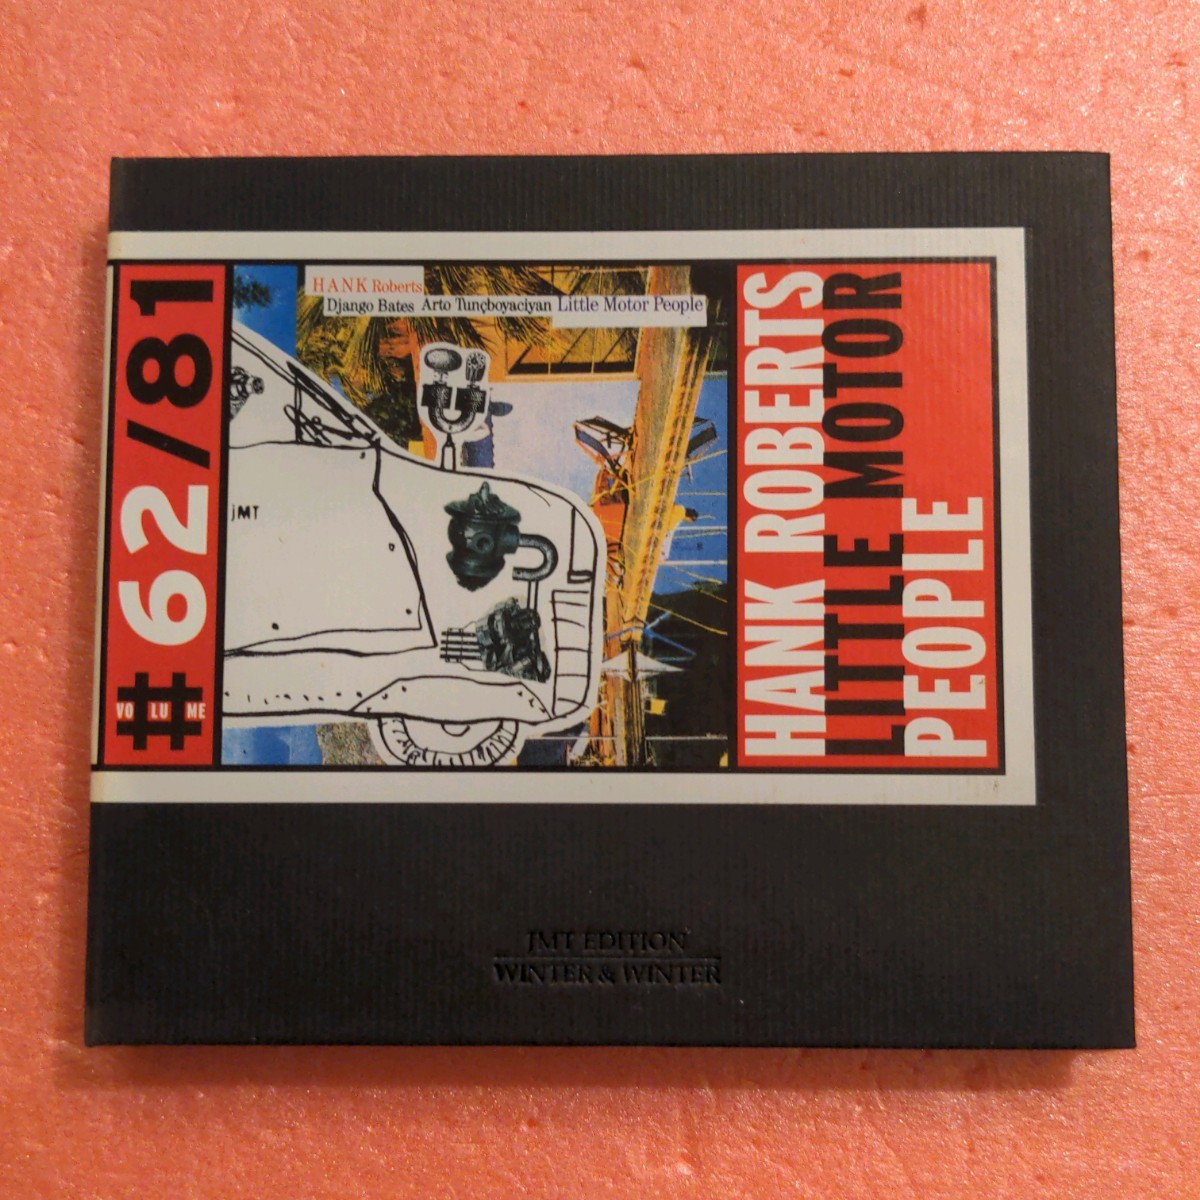 # 62/81
VOLUME
HANK Roberts
Django Bates Arto Tunçboyaciyan Little Motor People
jMT
HANK ROBERTS
LITTLE MOTOR
PEOPLE
JMT EDITION
WINTER & WINTER